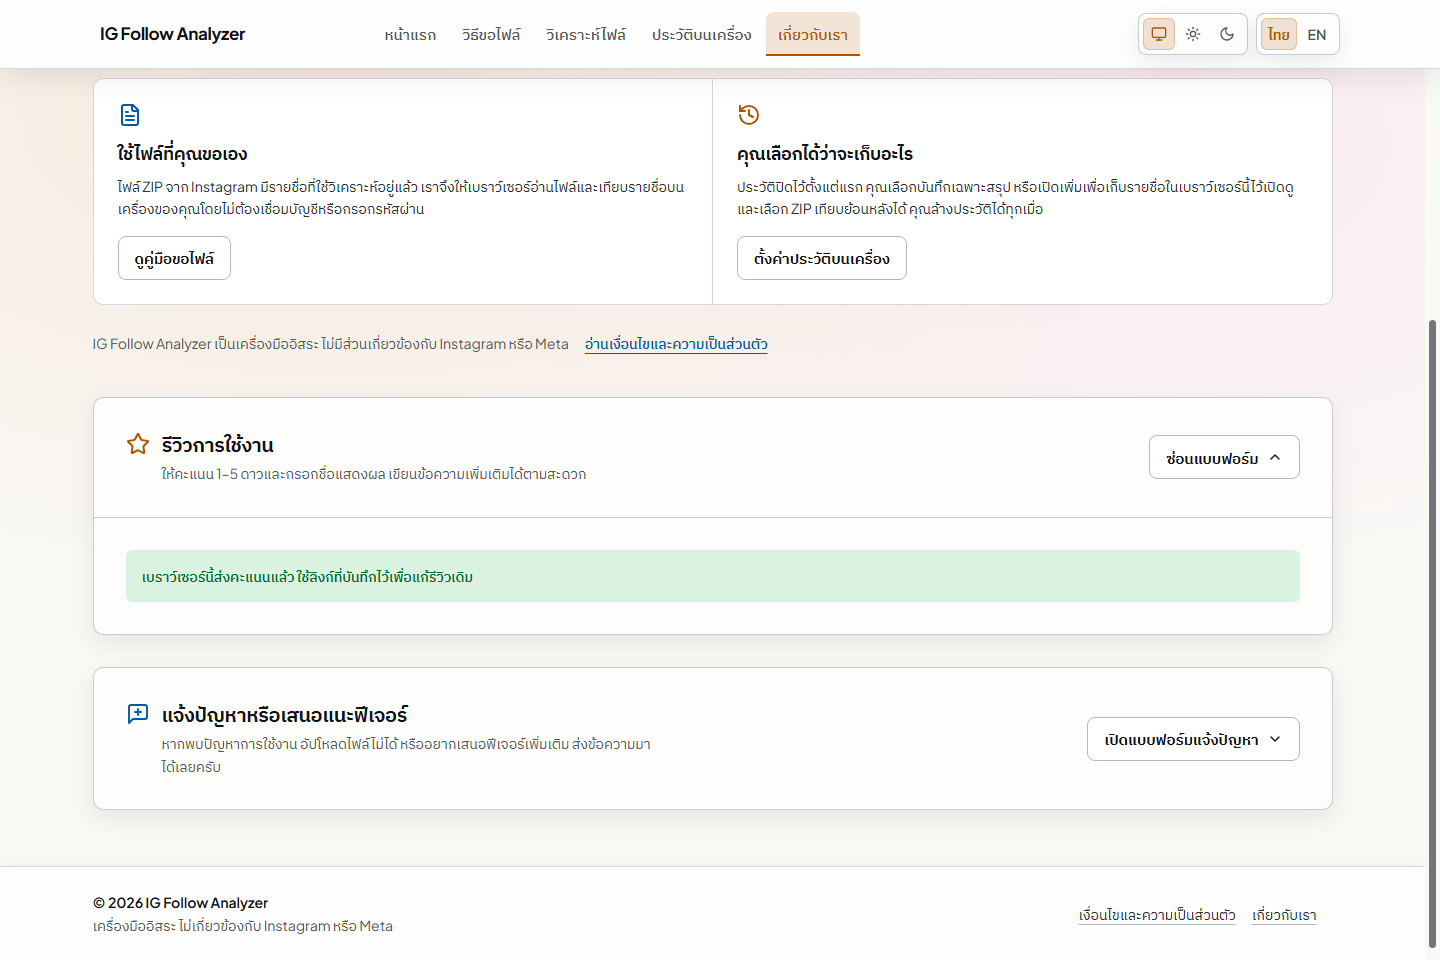 IG Follow Analyzer
หน้าแรก
วิธีขอไฟล์
วิเคราะห์ไฟล์
ประวัติบนเครื่อง
เกี่ยวกับเรา
ไทย
EN
ใช้ไฟล์ที่คุณขอเอง
ไฟล์ ZIP จาก Instagram มีรายชื่อที่ใช้วิเคราะห์อยู่แล้ว เราจึงให้เบราว์เซอร์อ่านไฟล์และเทียบรายชื่อบน
เครื่องของคุณโดยไม่ต้องเชื่อมบัญชีหรือกรอกรหัสผ่าน
ดูคู่มือขอไฟล์
คุณเลือกได้ว่าจะเก็บอะไร
ประวัติปิดไว้ตั้งแต่แรก คุณเลือกบันทึกเฉพาะสรุป หรือเปิดเพิ่มเพื่อเก็บรายชื่อในเบราว์เซอร์นี้ไว้เปิดดู
และเลือก ZIP เทียบย้อนหลังได้ คุณล้างประวัติได้ทุกเมื่อ
ตั้งค่าประวัติบนเครื่อง
IG Follow Analyzer เป็นเครื่องมืออิสระ ไม่มีส่วนเกี่ยวข้องกับ Instagram หรือ Meta
อ่านเงื่อนไขและความเป็นส่วนตัว
รีวิวการใช้งาน
ให้คะแนน 1–5 ดาวและกรอกชื่อแสดงผล เขียนข้อความเพิ่มเติมได้ตามสะดวก
ซ่อนแบบฟอร์ม
เบราว์เซอร์นี้ส่งคะแนนแล้ว ใช้ลิงก์ที่บันทึกไว้เพื่อแก้รีวิวเดิม
แจ้งปัญหาหรือเสนอแนะฟีเจอร์
หากพบปัญหาการใช้งาน อัปโหลดไฟล์ไม่ได้ หรืออยากเสนอฟีเจอร์เพิ่มเติม ส่งข้อความมา
ได้เลยครับ
เปิดแบบฟอร์มแจ้งปัญหา
© 2026 IG Follow Analyzer
เครื่องมืออิสระ ไม่เกี่ยวข้องกับ Instagram หรือ Meta
เงื่อนไขและความเป็นส่วนตัว
เกี่ยวกับเรา